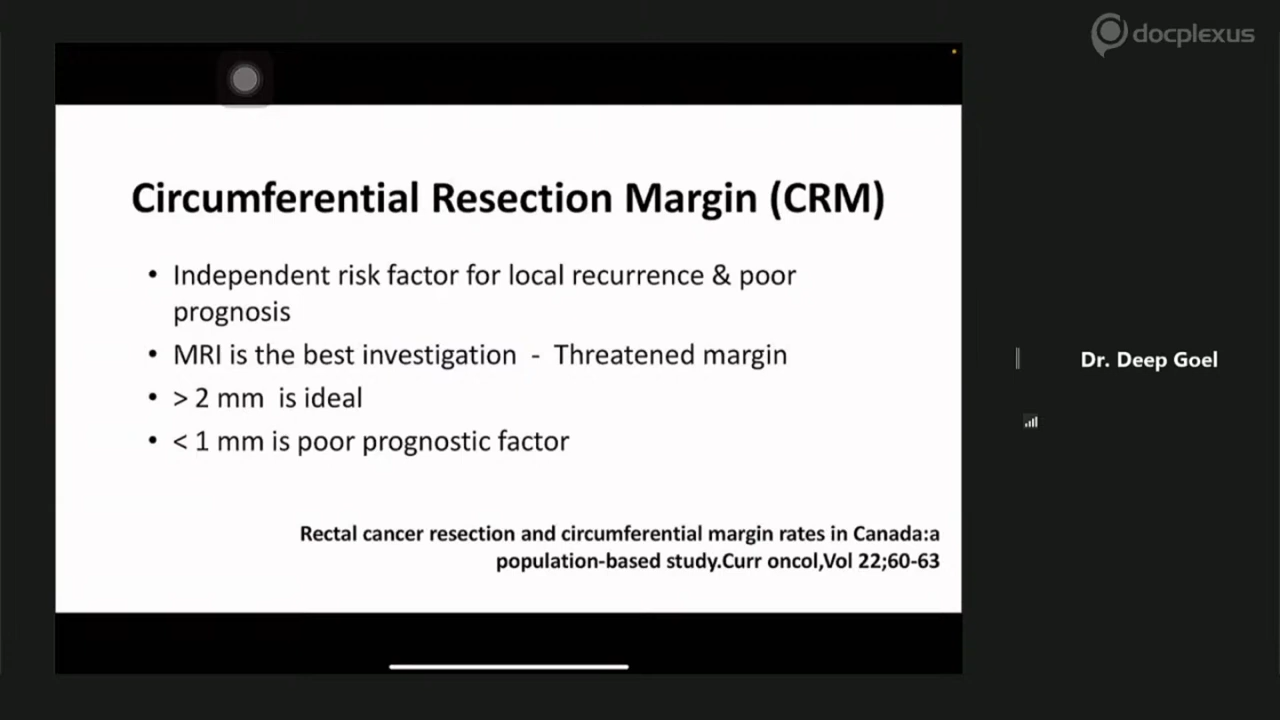 docplexus
Circumferential Resection Margin (CRM)
• Independent risk factor for local recurrence & poor
prognosis
• MRI is the best investigation - Threatened margin
• > 2 mm is ideal
• < 1 mm is poor prognostic factor
Rectal cancer resection and circumferential margin rates in Canada:a
population-based study.Curr oncol,Vol 22;60-63
Dr. Deep Goel